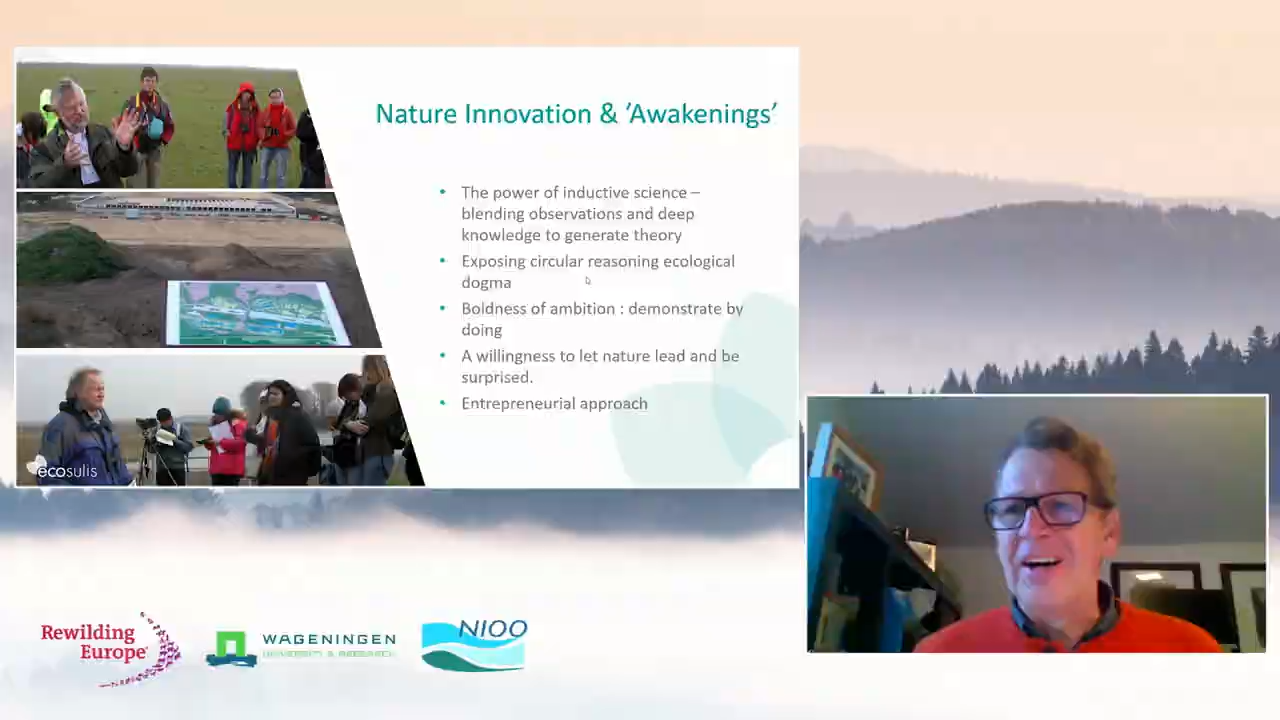 Nature Innovation & 'Awakenings'
• The power of inductive science –
blending observations and deep
knowledge to generate theory
• Exposing circular reasoning ecological
dogma
• Boldness of ambition : demonstrate by
doing
• A willingness to let nature lead and be
surprised.
• Entrepreneurial approach
ecosulis
Rewilding
Europe
WAGENINGEN
UNIVERSITY & RESEARCH
NIOO